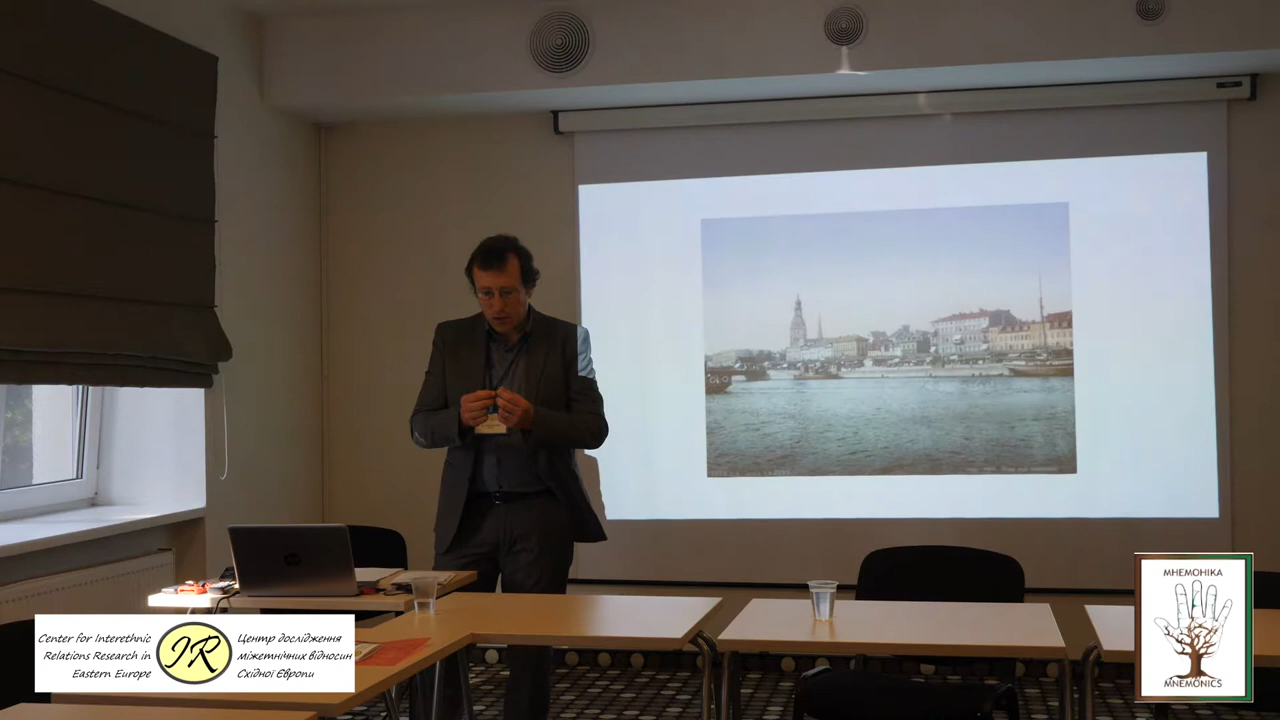 Center for Interethnic
Relations Research in
Eastern Europe
IR
Центр дослідження
міжетнічних відносин
Східної Європи
МНЕМОНІКА
MNEMONICS